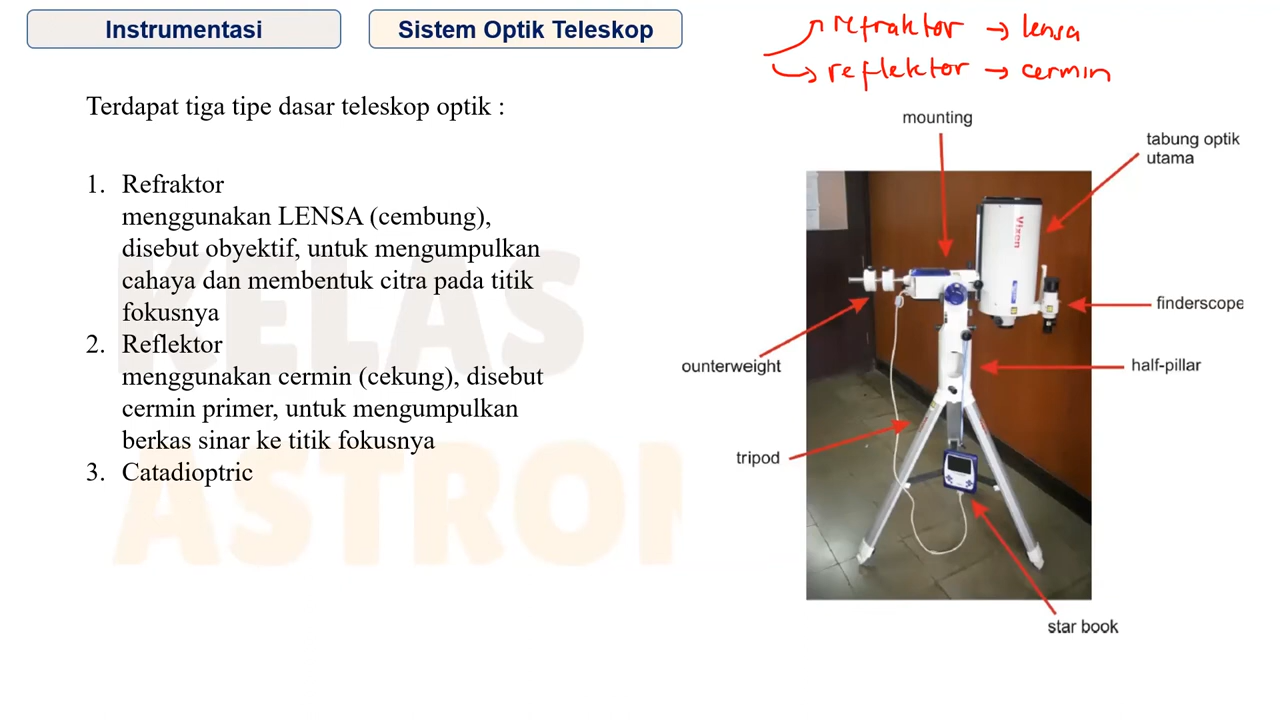 Instrumentasi
Sistem Optik Teleskop
refraktor → lensa
reflektor → cermin
Terdapat tiga tipe dasar teleskop optik :
1. Refraktor
menggunakan LENSA (cembung),
disebut obyektif, untuk mengumpulkan
cahaya dan membentuk citra pada titik
fokusnya
2. Reflektor
menggunakan cermin (cekung), disebut
cermin primer, untuk mengumpulkan
berkas sinar ke titik fokusnya
3. Catadioptric
KELAS
ASTRON
mounting
tabung optik
utama
Vixen
finderscope
ounterweight
half-pillar
tripod
star book